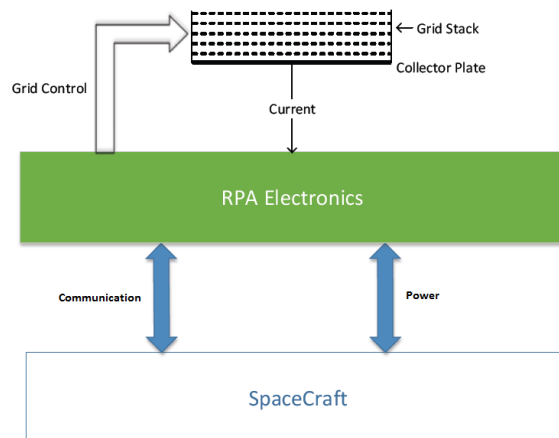 Grid Stack
Collector Plate
Grid Control
Current
RPA Electronics
Communication
Power
SpaceCraft